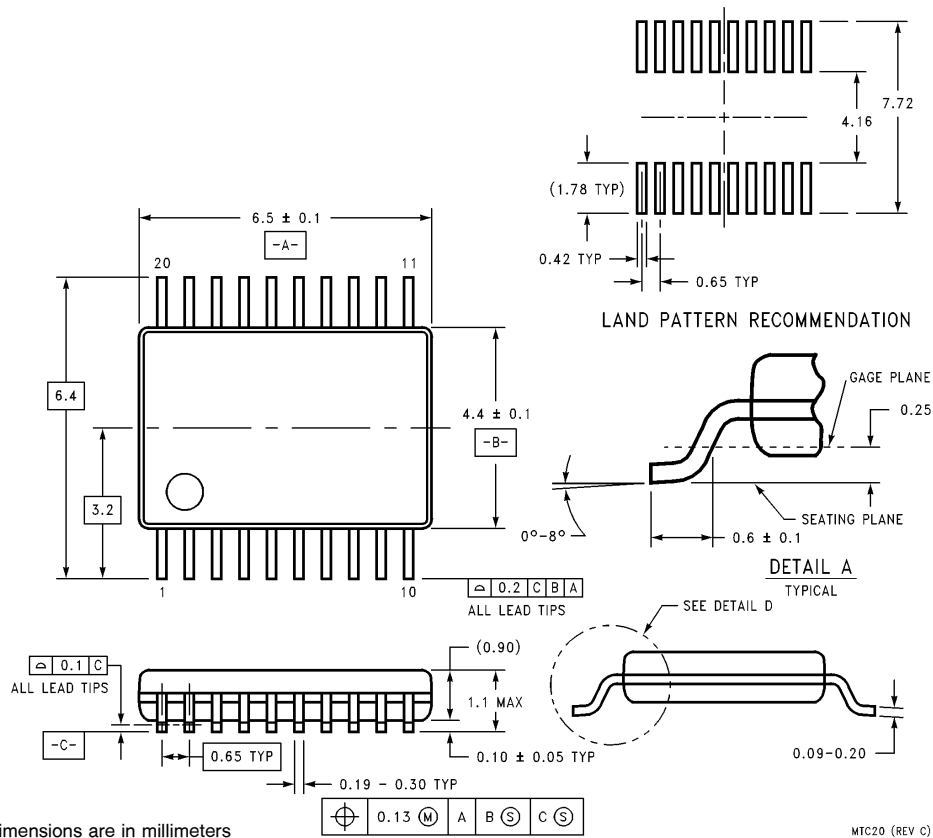 7.72
4.16
(1.78 TYP)
0.42 TYP
0.65 TYP
LAND PATTERN RECOMMENDATION
6.5 ± 0.1
-A-
20
11
6.4
3.2
4.4 ± 0.1
-B-
1
10
⌓ 0.2 C B A
ALL LEAD TIPS
GAGE PLANE
0.25
SEATING PLANE
0°-8°
0.6 ± 0.1
DETAIL A
TYPICAL
SEE DETAIL D
(0.90)
⌓ 0.1 C
ALL LEAD TIPS
1.1 MAX
-C-
0.65 TYP
0.10 ± 0.05 TYP
0.09-0.20
0.19 - 0.30 TYP
⌖ 0.13 Ⓜ A B Ⓢ C Ⓢ
imensions are in millimeters
MTC20 (REV C)